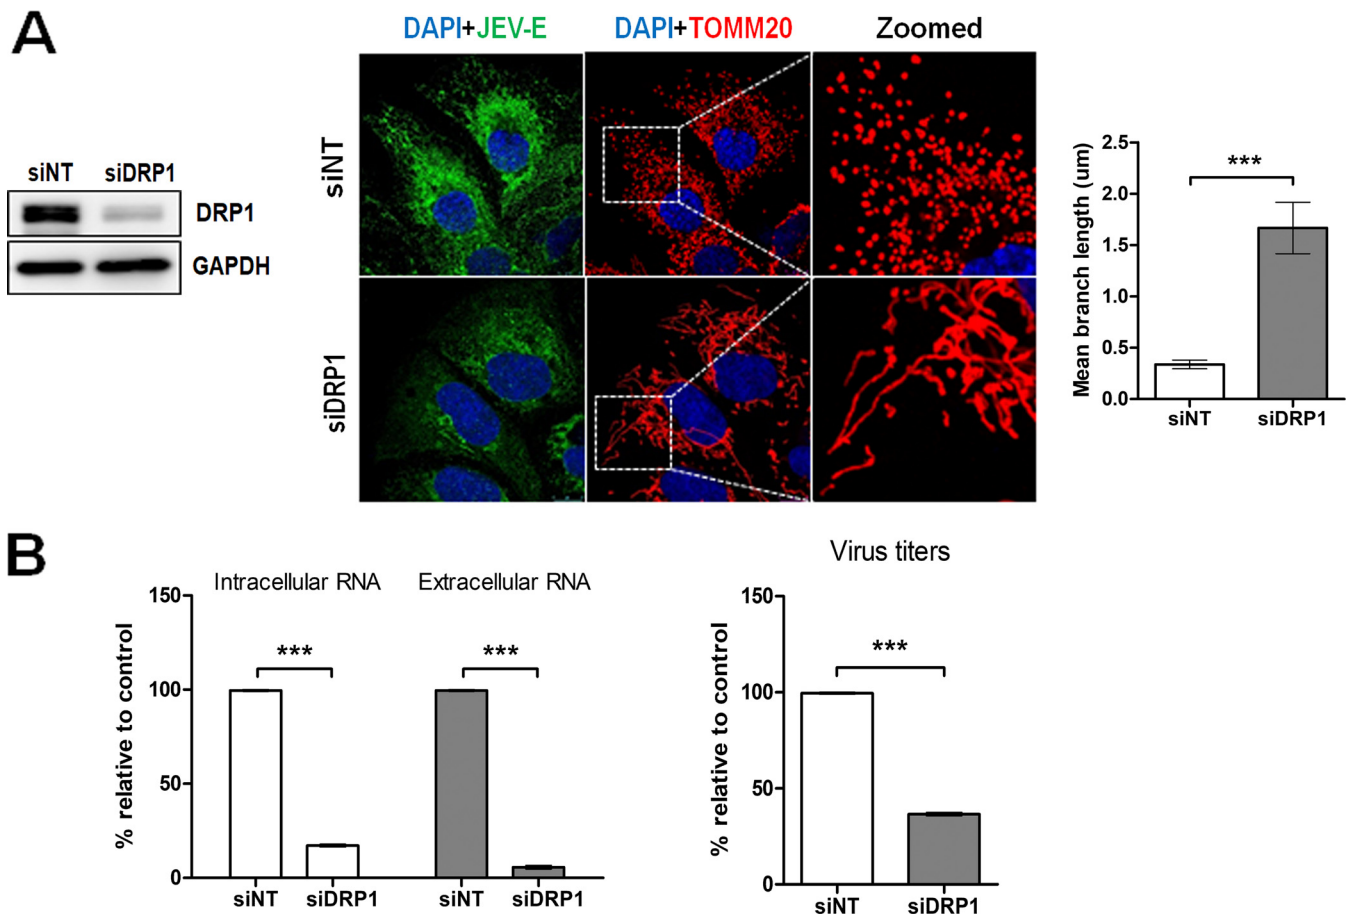 A
DAPI+JEV-E
DAPI+TOMM20
Zoomed
siNT siDRP1
DRP1
GAPDH
siNT
siDRP1
Mean branch length (um)
2.5
2.0
1.5
1.0
0.5
0.0
***
siNT
siDRP1
B
Intracellular RNA
Extracellular RNA
% relative to control
150
100
50
0
***
***
siNT
siDRP1
siNT
siDRP1
Virus titers
% relative to control
150
100
50
0
***
siNT
siDRP1